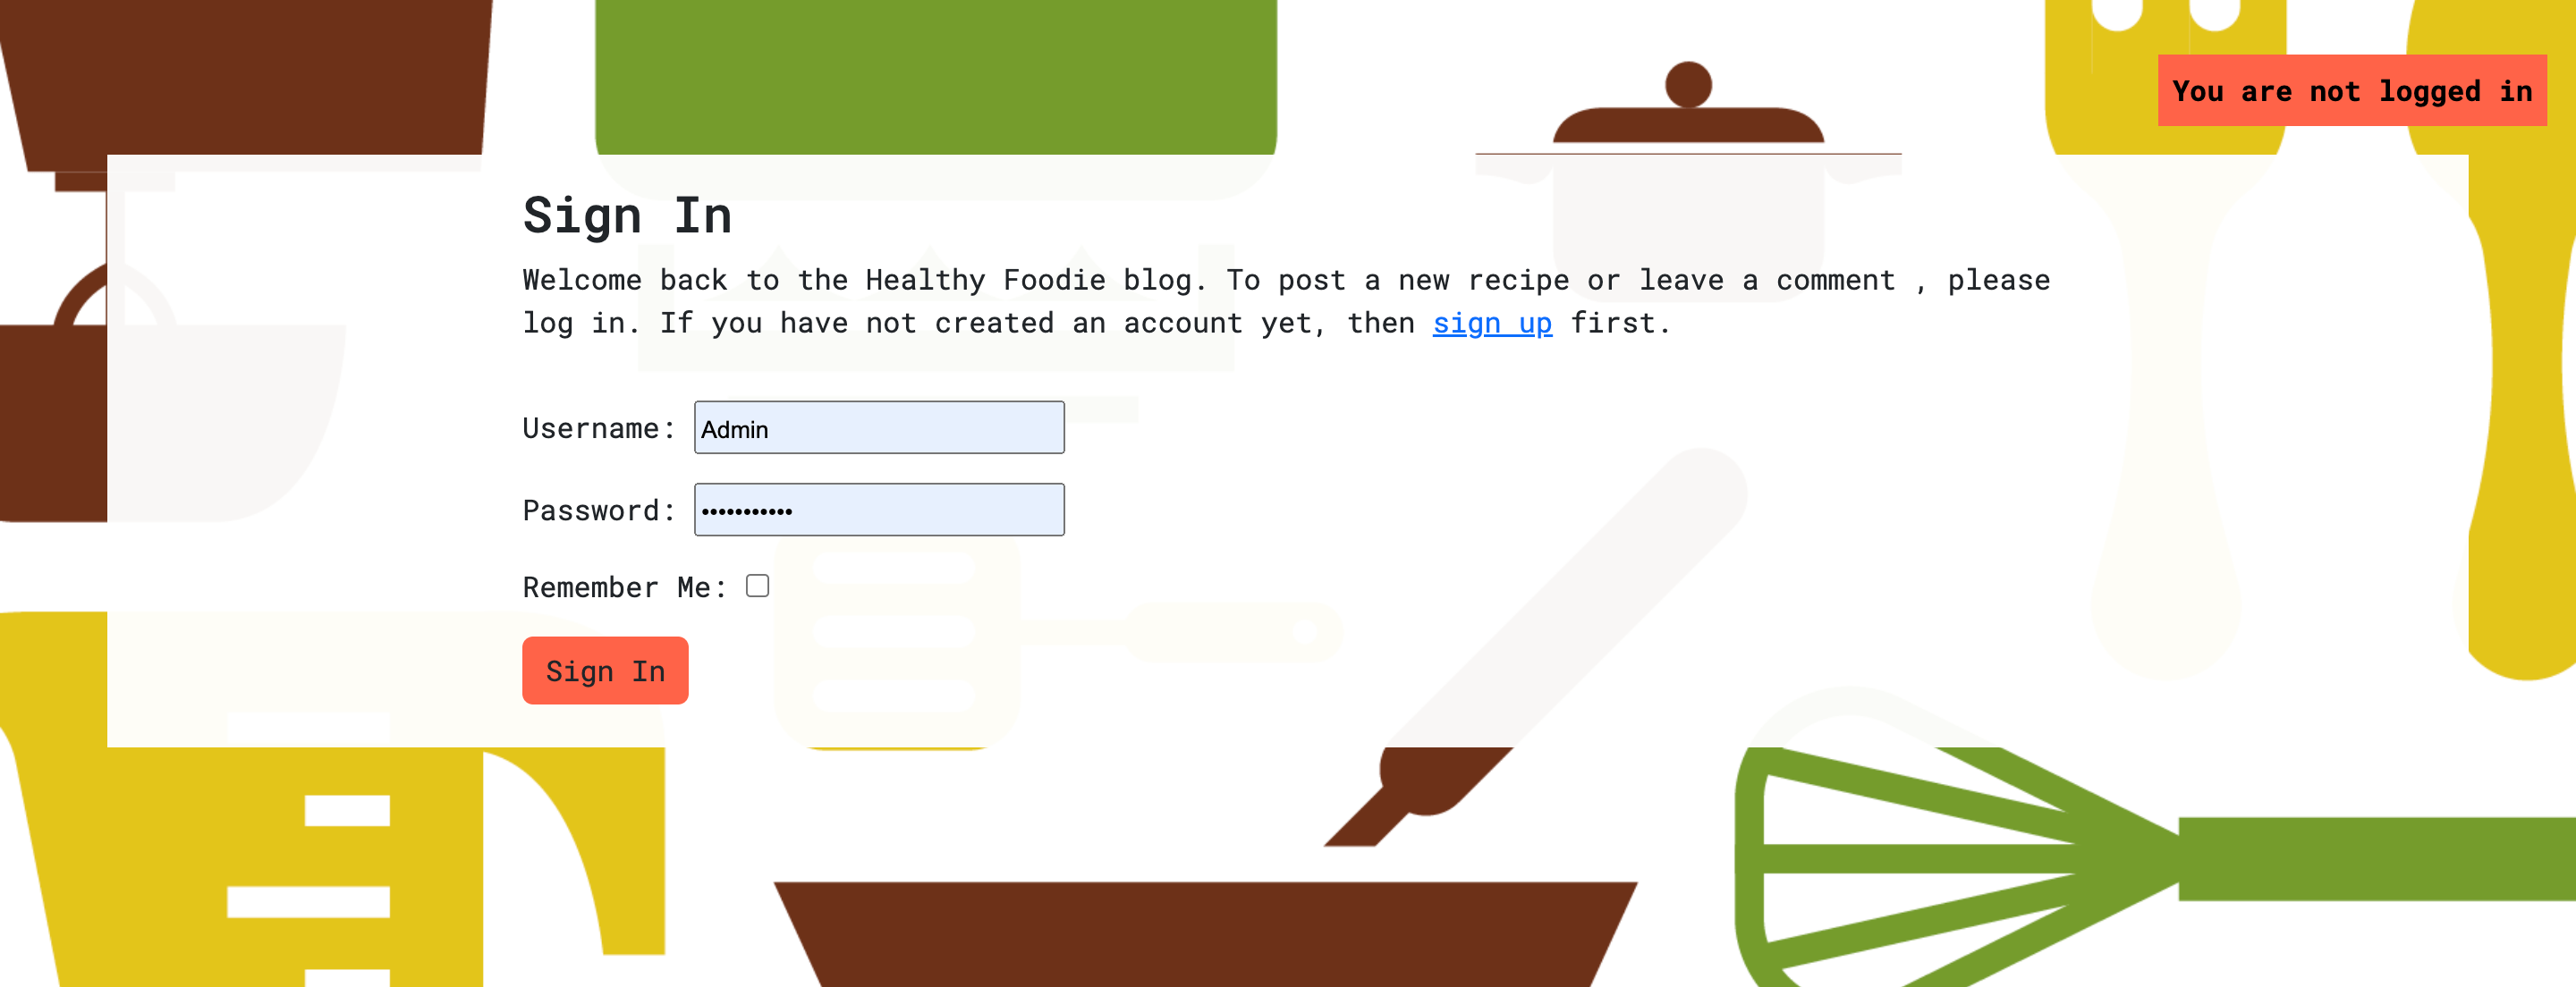 You are not logged in
Sign In
Welcome back to the Healthy Foodie blog. To post a new recipe or leave a comment , please
log in. If you have not created an account yet, then sign up first.
Username: Admin
Password: •••••••••••
Remember Me:
Sign In